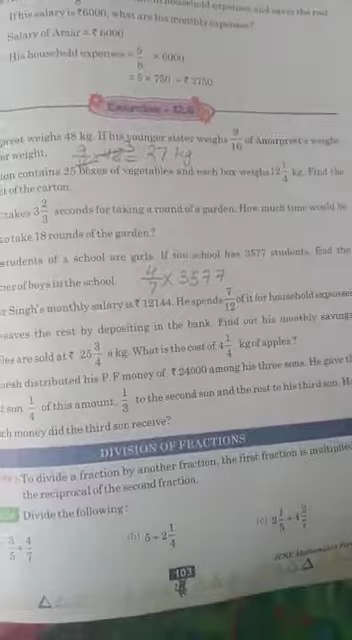 household expenses and saves the rest
If his salary is ₹6000, what are his monthly expenses?
Salary of Amar = ₹ 6000
His household expenses = 5/8 × 6000
= 5 × 750 = ₹ 3750
Exercise - 12.6
preet weighs 48 kg. If his younger sister weighs 9/16 of Amarpreet's weight
er weight.
= 27 kg
on contains 25 boxes of vegetables and each box weighs 12 1/4 kg. Find the
t of the carton.
takes 3 2/3 seconds for taking a round of a garden. How much time would he
to take 18 rounds of the garden?
students of a school are girls. If the school has 3577 students, find the
er of boys in the school
4/7 × 3577
r Singh's monthly salary is ₹ 12144. He spends 7/12 of it for household expenses
saves the rest by depositing in the bank. Find out his monthly savings
les are sold at ₹ 25 3/4 a kg. What is the cost of 4 1/4 kg of apples?
esh distributed his P.F money of ₹ 24000 among his three sons. He gave th
t son 1/4 of this amount, 1/3 to the second son and the rest to his third son. Ho
ch money did the third son receive?
DIVISION OF FRACTIONS
To divide a fraction by another fraction, the first fraction is multiplied
the reciprocal of the second fraction.
Divide the following :
3/5 ÷ 4/7 (b) 5 ÷ 2 1/4 (c)
103